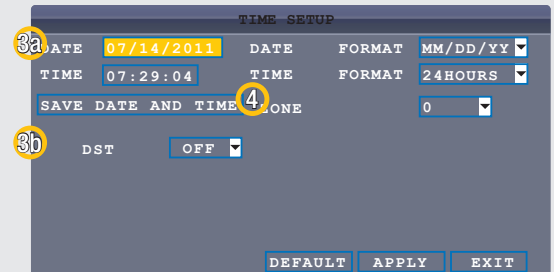 TIME SETUP
3a DATE 07/14/2011 DATE FORMAT MM/DD/YY
TIME 07:29:04 TIME FORMAT 24HOURS
SAVE DATE AND TIME 4 ZONE 0
3b DST OFF
DEFAULT APPLY EXIT